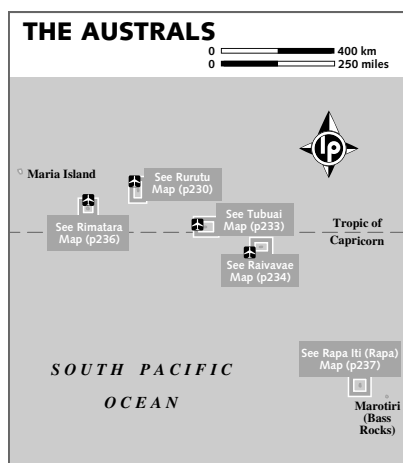 THE AUSTRALS
0 400 km
0 250 miles
lp
Maria Island
See Rurutu
Map (p230)
See Rimatara
Map (p236)
See Tubuai
Map (p233)
Tropic of
Capricorn
See Raivavae
Map (p234)
See Rapa Iti (Rapa)
Map (p237)
SOUTH PACIFIC
OCEAN
Marotiri
(Bass
Rocks)